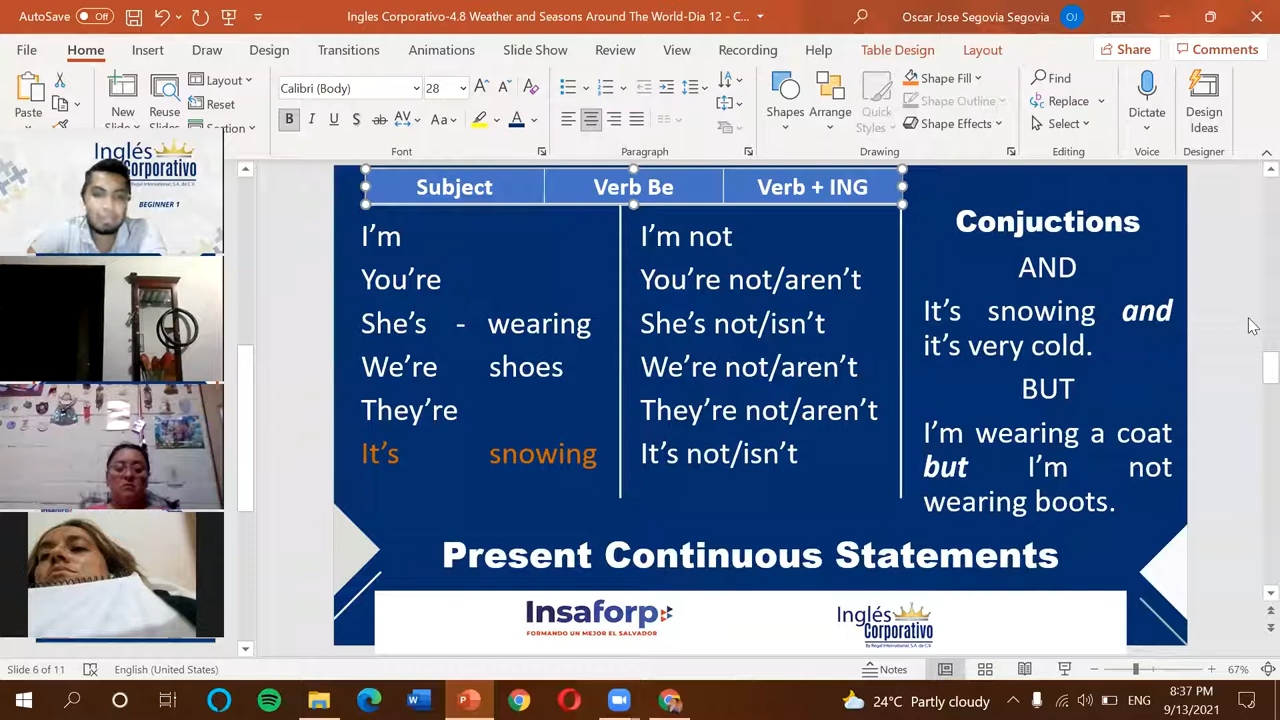 AutoSave Off
Ingles Corporativo-4.8 Weather and Seasons Around The World-Dia 12 - C...
Oscar Jose Segovia Segovia OJ
File Home Insert Draw Design Transitions Animations Slide Show Review View Recording Help Table Design Layout Share Comments
Paste
New
Reuse
Slides
Layout
Reset
Section
Calibri (Body) 28
Shapes
Arrange
Quick
Styles
Shape Fill
Shape Outline
Shape Effects
Find
Replace
Select
Dictate
Design
Ideas
Font Paragraph Drawing Editing Voice Designer
Inglés
Corporativo
By Regal International, S.A. de C.V.
BEGINNER 1
Subject Verb Be Verb + ING
I'm
You're
She's - wearing
We're shoes
They're
It's snowing
I'm not
You're not/aren't
She's not/isn't
We're not/aren't
They're not/aren't
It's not/isn't
Conjuctions
AND
It's snowing and
it's very cold.
BUT
I'm wearing a coat
but I'm not
wearing boots.
Present Continuous Statements
Insaforp
FORMANDO UN MEJOR EL SALVADOR
Inglés
Corporativo
By Regal International, S.A. de C.V.
Slide 6 of 11 English (United States) Notes 67%
24°C Partly cloudy ENG
8:37 PM
9/13/2021